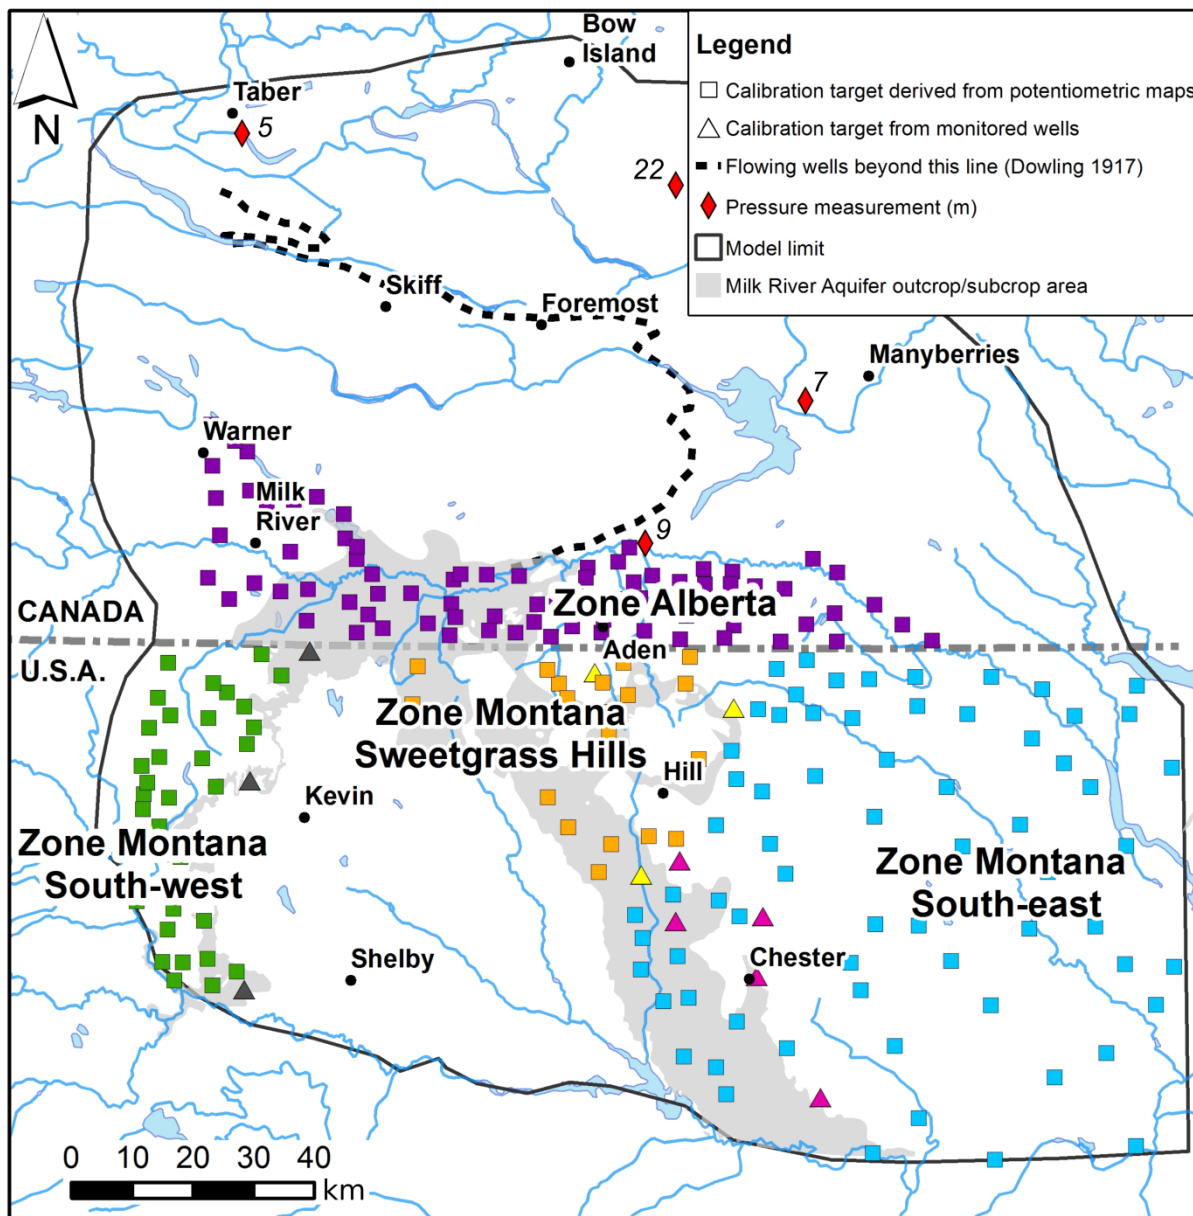 Bow
Island
Legend
Calibration target derived from potentiometric maps
Calibration target from monitored wells
Flowing wells beyond this line (Dowling 1917)
Pressure measurement (m)
Model limit
Milk River Aquifer outcrop/subcrop area
N
Taber
5
22
Skiff
Foremost
Manyberries
7
Warner
Milk
River
9
CANADA
Zone Alberta
U.S.A.
Aden
Zone Montana
Sweetgrass Hills
Hill
Kevin
Zone Montana
South-west
Zone Montana
South-east
Shelby
Chester
0 10 20 30 40
km